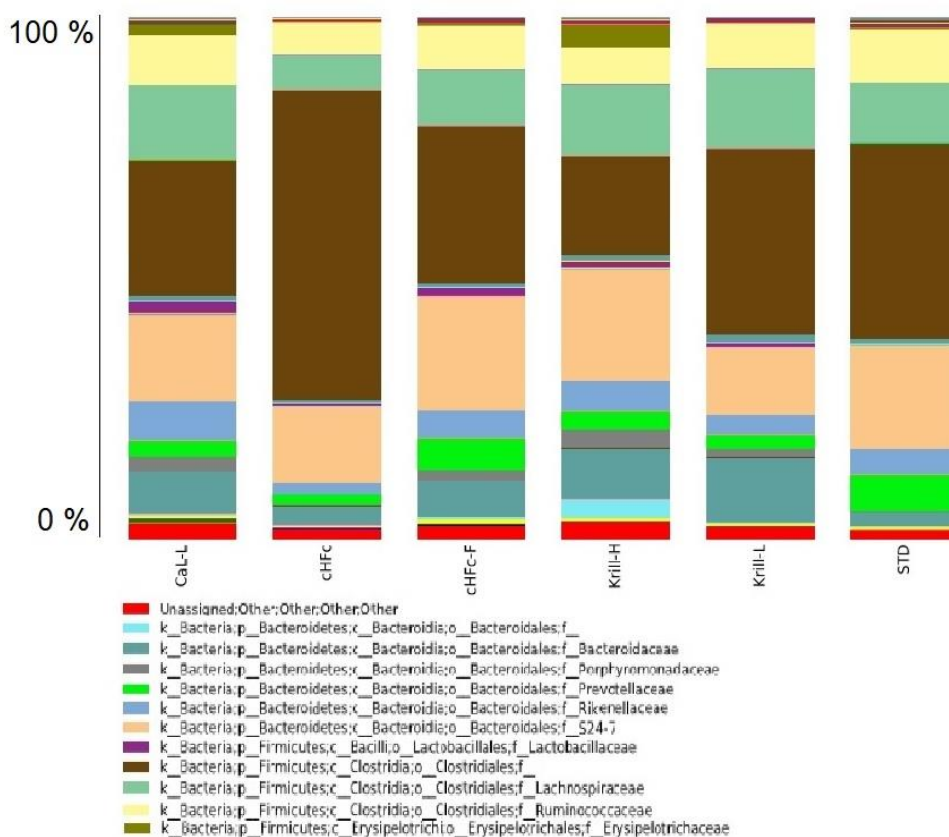 100 %
0 %
CaL-L
cHFc
cHFc-F
Krill-H
Krill-L
STD
Unassigned;Other;Other;Other;Other
k__Bacteria;p__Bacteroidetes;c__Bacteroidia;o__Bacteroidales;f__
k__Bacteria;p__Bacteroidetes;c__Bacteroidia;o__Bacteroidales;f__Bacteroidaceae
k__Bacteria;p__Bacteroidetes;c__Bacteroidia;o__Bacteroidales;f__Porphyromonadaceae
k__Bacteria;p__Bacteroidetes;c__Bacteroidia;o__Bacteroidales;f__Prevotellaceae
k__Bacteria;p__Bacteroidetes;c__Bacteroidia;o__Bacteroidales;f__Rikenellaceae
k__Bacteria;p__Bacteroidetes;c__Bacteroidia;o__Bacteroidales;f__S24-7
k__Bacteria;p__Firmicutes;c__Bacilli;o__Lactobacillales;f__Lactobacillaceae
k__Bacteria;p__Firmicutes;c__Clostridia;o__Clostridiales;f__
k__Bacteria;p__Firmicutes;c__Clostridia;o__Clostridiales;f__Lachnospiraceae
k__Bacteria;p__Firmicutes;c__Clostridia;o__Clostridiales;f__Ruminococcaceae
k__Bacteria;p__Firmicutes;c__Erysipelotrichi;o__Erysipelotrichales;f__Erysipelotrichaceae